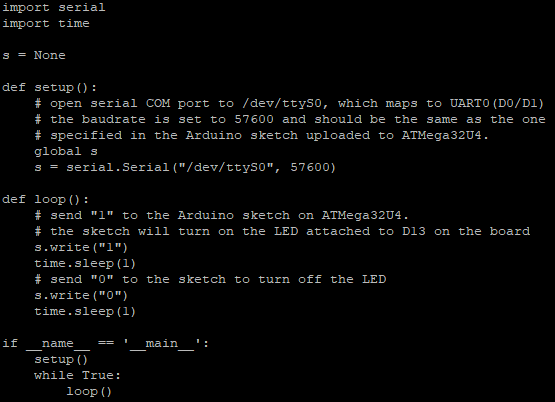 import serial
import time
s = None
def setup():
# open serial COM port to /dev/ttyS0, which maps to UART0(D0/D1)
# the baudrate is set to 57600 and should be the same as the one
# specified in the Arduino sketch uploaded to ATMega32U4.
global s
s = serial.Serial("/dev/ttyS0", 57600)
def loop():
# send "1" to the Arduino sketch on ATMega32U4.
# the sketch will turn on the LED attached to D13 on the board
s.write("1")
time.sleep(1)
# send "0" to the sketch to turn off the LED
s.write("0")
time.sleep(1)
if __name__ == '__main__':
setup()
while True:
loop()